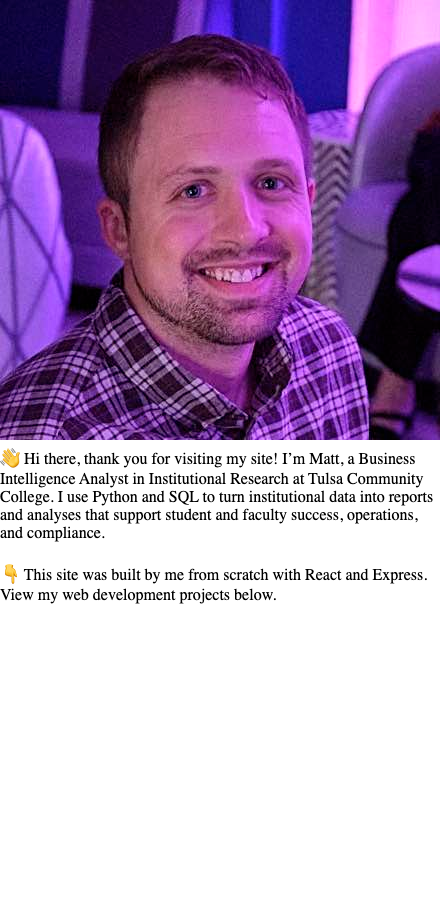 👋 Hi there, thank you for visiting my site! I’m Matt, a Business
Intelligence Analyst in Institutional Research at Tulsa Community
College. I use Python and SQL to turn institutional data into reports
and analyses that support student and faculty success, operations,
and compliance.
👇 This site was built by me from scratch with React and Express.
View my web development projects below.